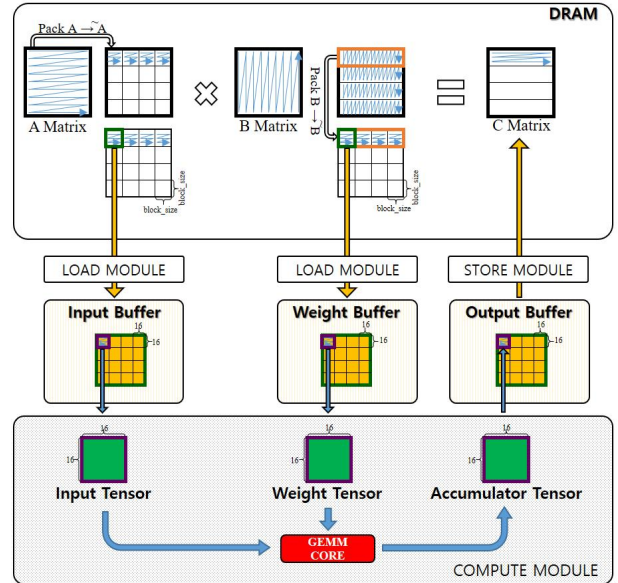 DRAM
Pack A → Ã
A Matrix
B Matrix
Pack B → B̃
C Matrix
block_size
block_size
block_size
block_size
LOAD MODULE
LOAD MODULE
STORE MODULE
Input Buffer
16
16
Weight Buffer
16
16
Output Buffer
16
16
16
16
Input Tensor
16
16
Weight Tensor
16
16
Accumulator Tensor
GEMM
CORE
COMPUTE MODULE